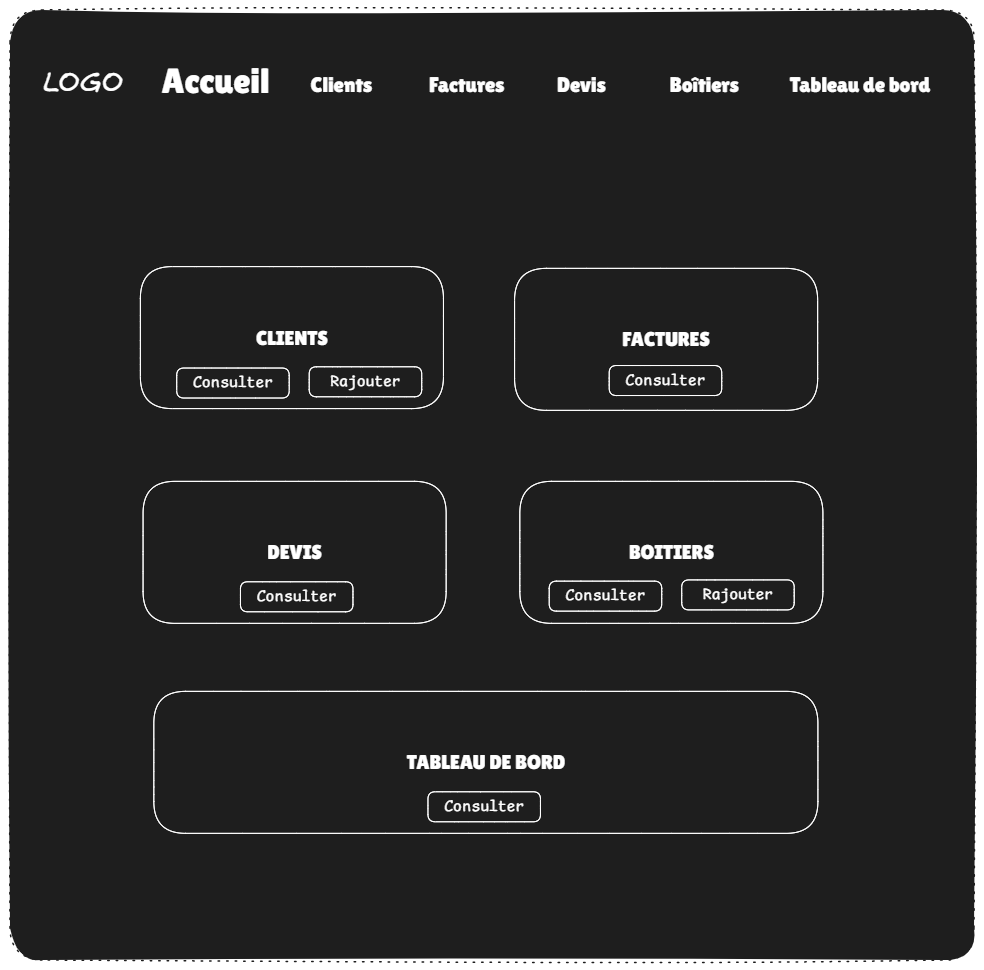 LOGO Accueil Clients Factures Devis Boîtiers Tableau de bord
CLIENTS
Consulter Rajouter
FACTURES
Consulter
DEVIS
Consulter
BOITIERS
Consulter Rajouter
TABLEAU DE BORD
Consulter